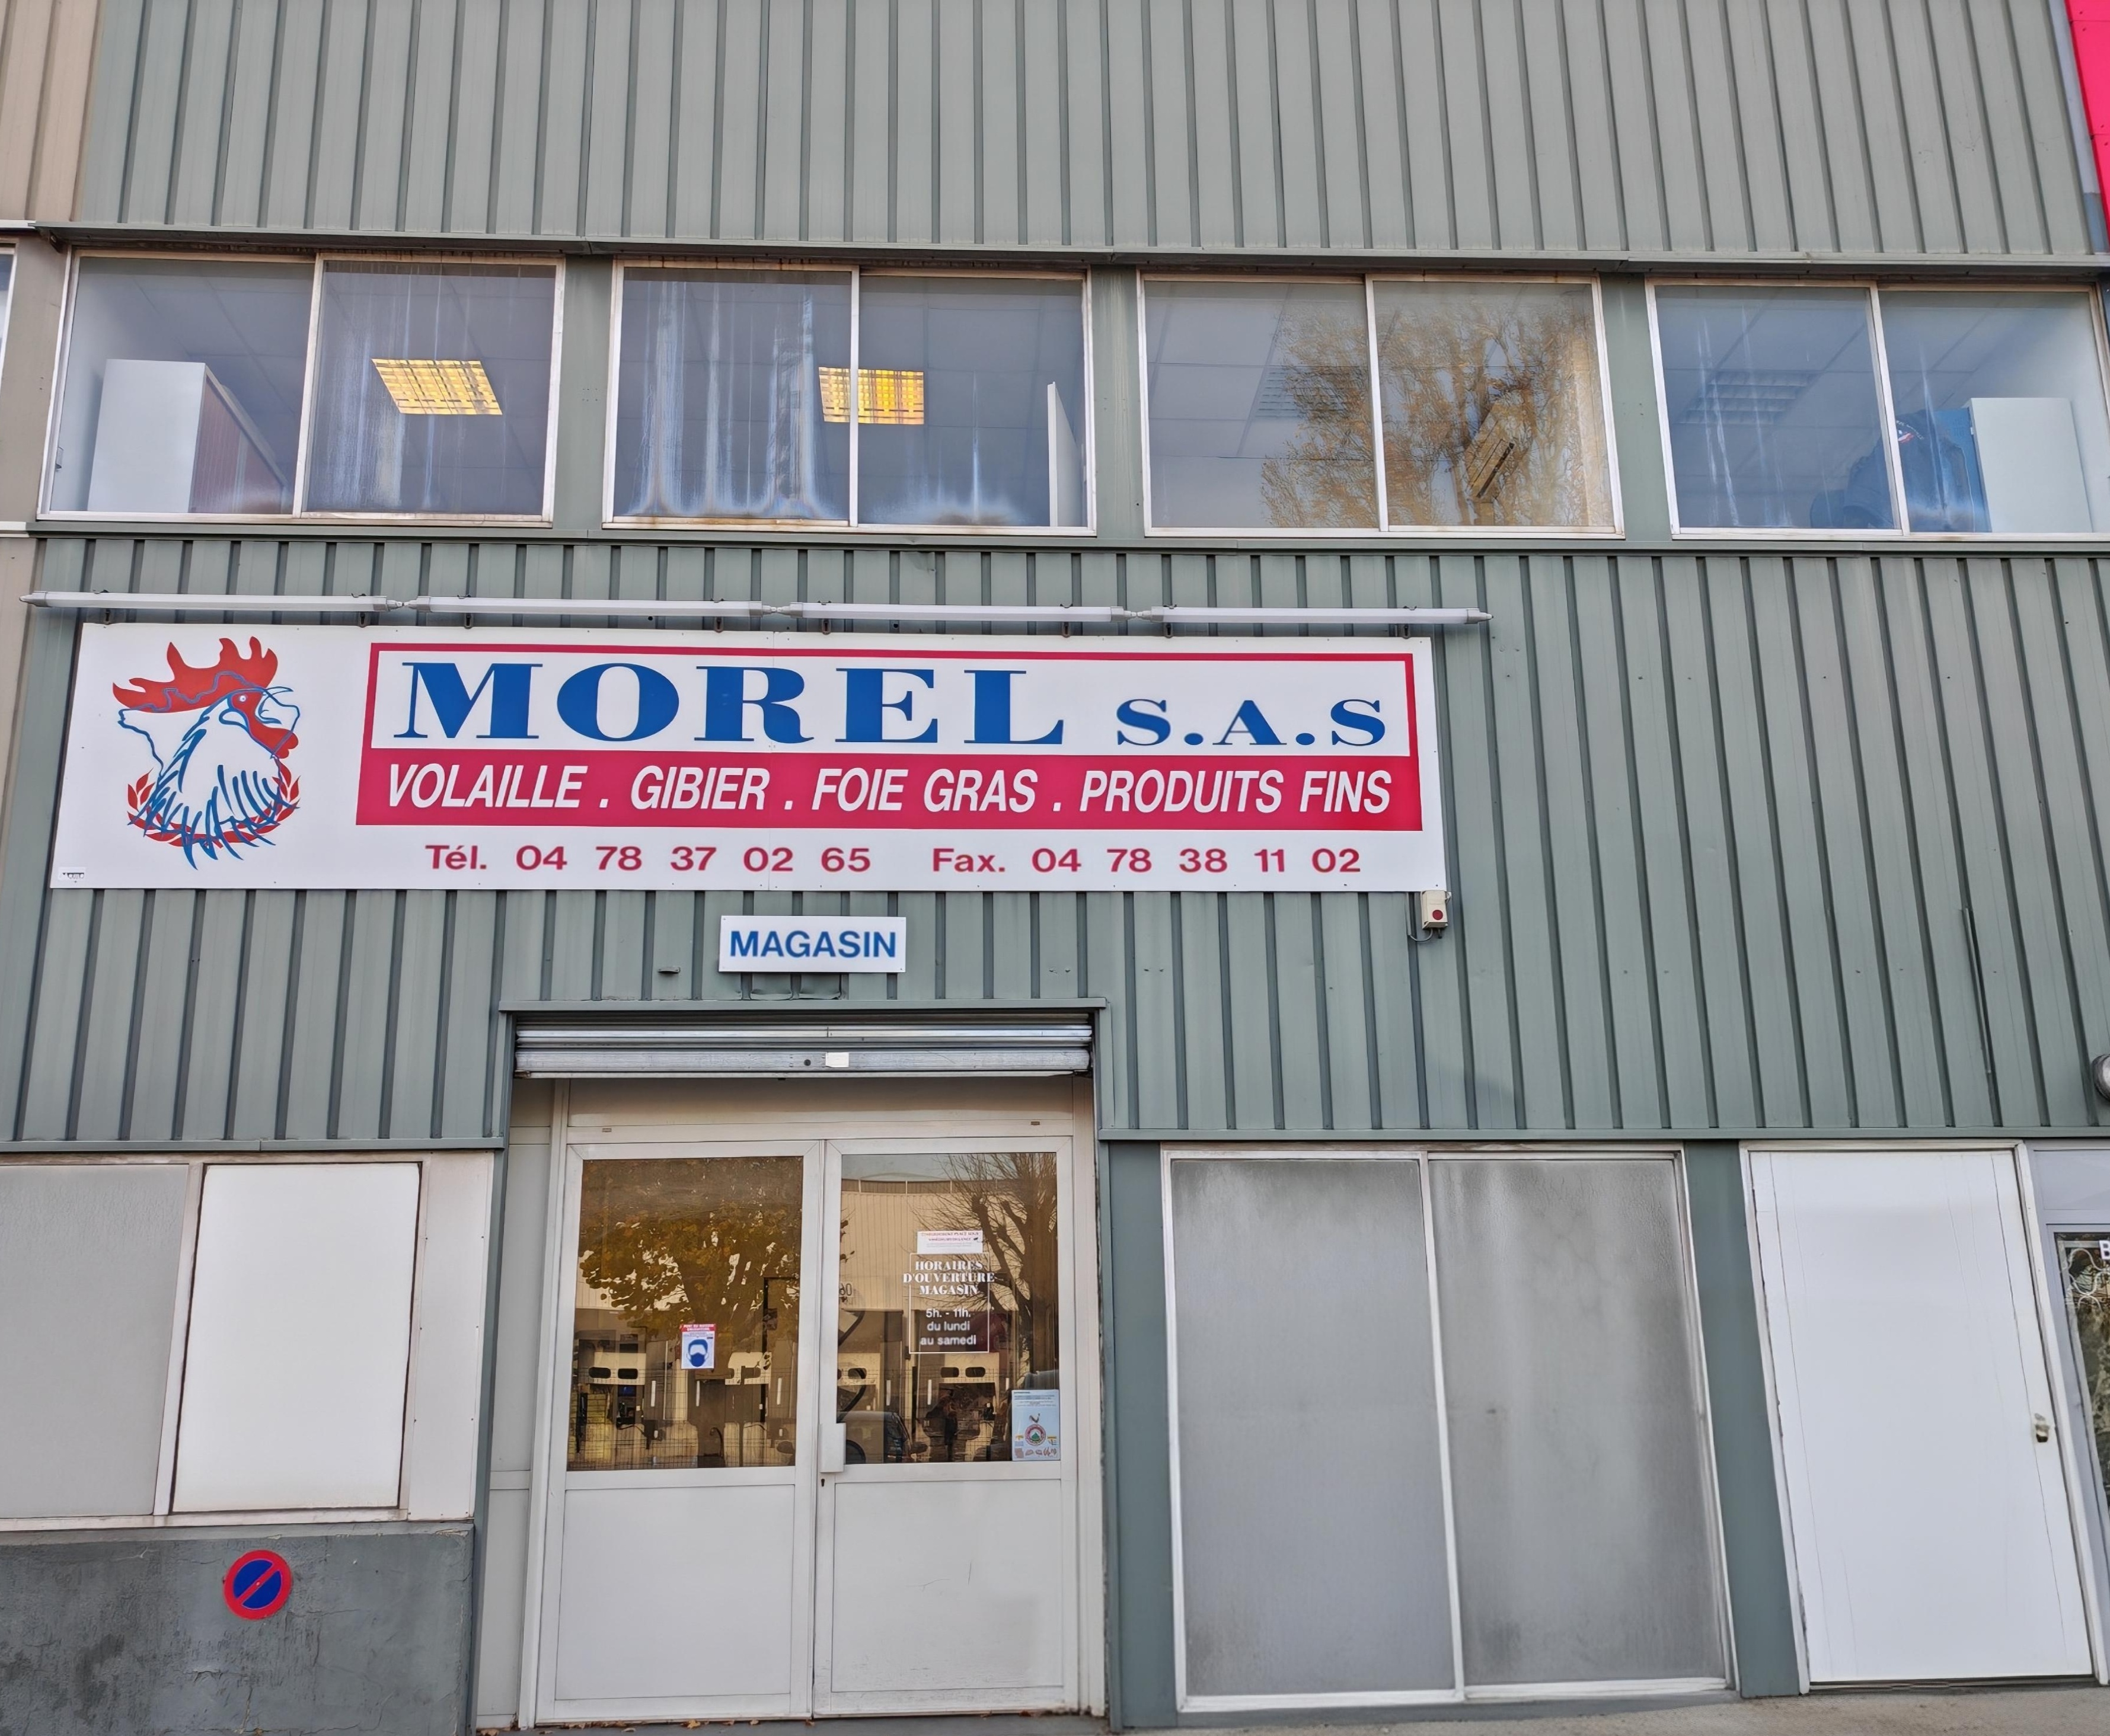 MOREL S.A.S
VOLAILLE . GIBIER . FOIE GRAS . PRODUITS FINS
Tél. 04 78 37 02 65 Fax. 04 78 38 11 02
MAGASIN
HORAIRES
D'OUVERTURE
MAGASIN
5h. - 11h.
du lundi
au samedi